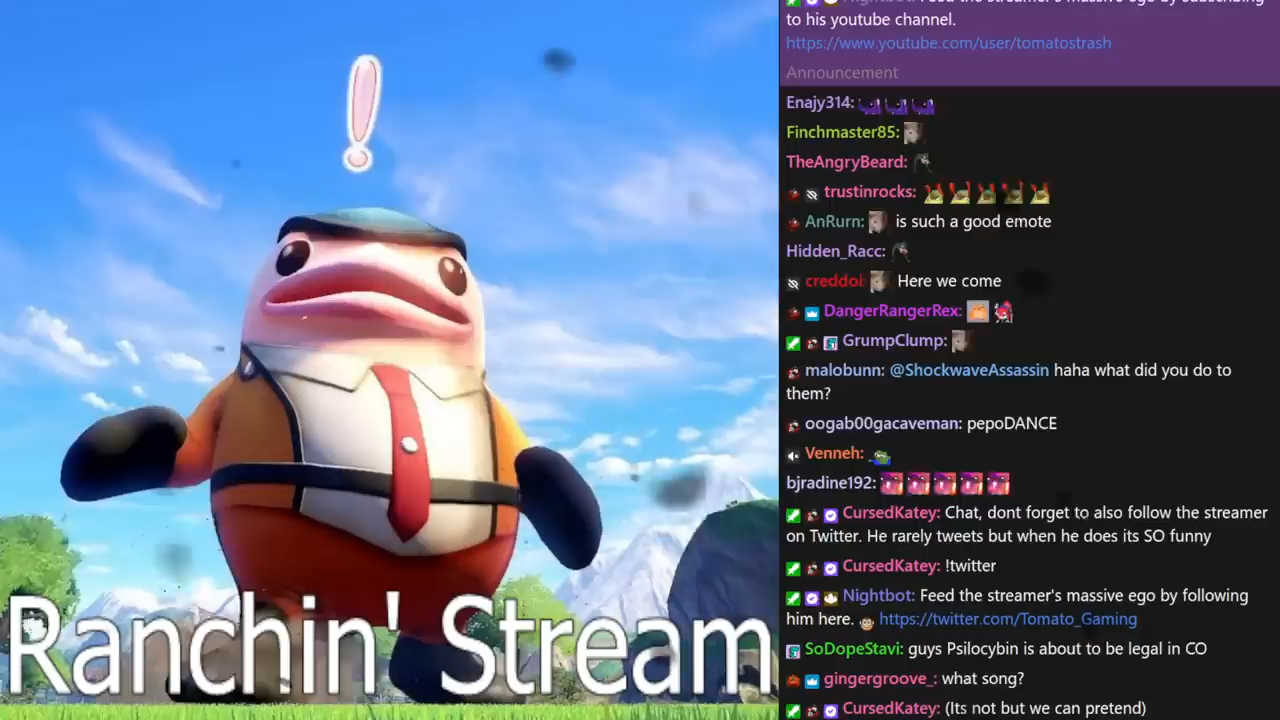 Feed the streamer's massive ego by subscribing
to his youtube channel.
https://www.youtube.com/user/tomatostrash
Announcement
Enajy314:
Finchmaster85:
TheAngryBeard:
trustinrocks:
AnRurn: is such a good emote
Hidden_Racc:
creddoi: Here we come
DangerRangerRex:
GrumpClump:
malobunn: @ShockwaveAssassin haha what did you do to
them?
oogab00gacaveman: pepoDANCE
Venneh:
bjradine192:
CursedKatey: Chat, dont forget to also follow the streamer
on Twitter. He rarely tweets but when he does its SO funny
CursedKatey: !twitter
Nightbot: Feed the streamer's massive ego by following
him here. https://twitter.com/Tomato_Gaming
SoDopeStavi: guys Psilocybin is about to be legal in CO
gingergroove_: what song?
CursedKatey: (Its not but we can pretend)
Ranchin' Stream